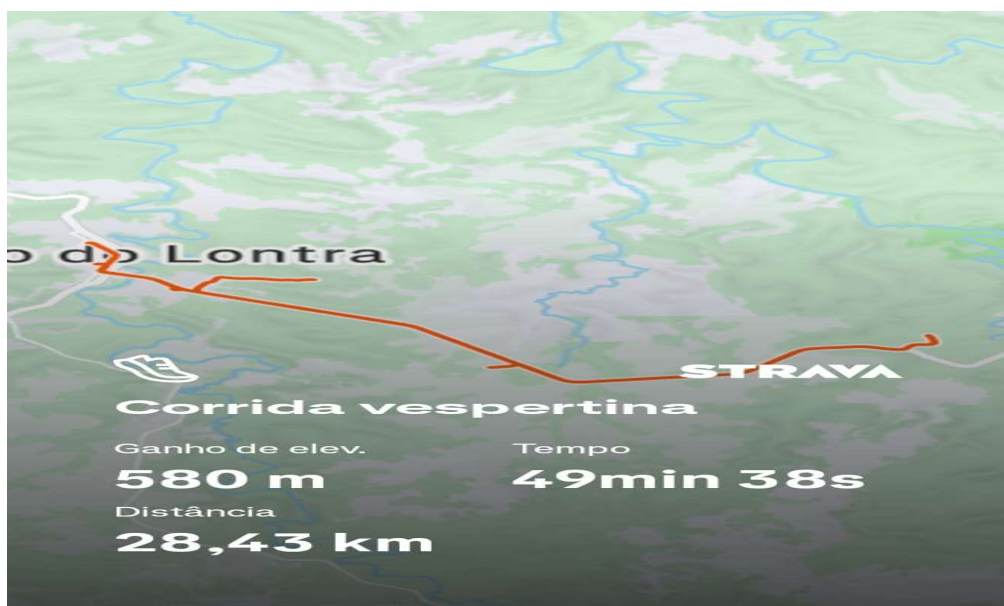 o do Lontra
STRAVA
Corrida vespertina
Ganho de elev.
580 m
Tempo
49min 38s
Distância
28,43 km